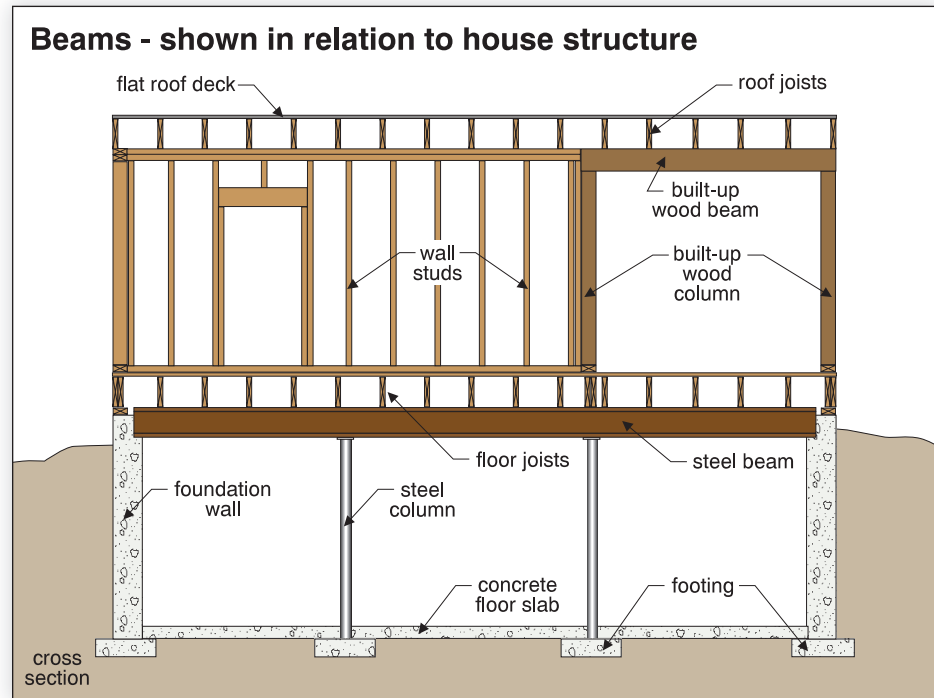 Beams - shown in relation to house structure
flat roof deck
roof joists
built-up
wood beam
wall
studs
built-up
wood
column
floor joists
steel beam
foundation
wall
steel
column
concrete
floor slab
footing
cross
section